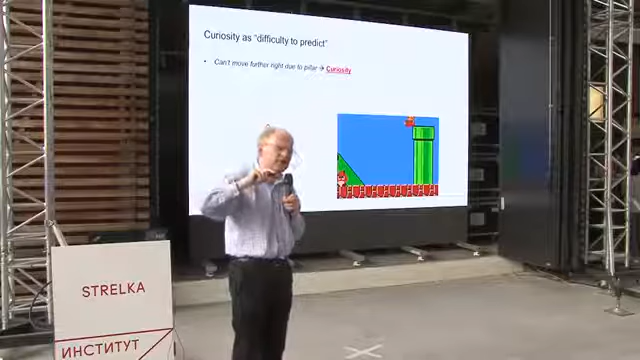 Curiosity as "difficulty to predict"
• Can't move further right due to pillar → Curiosity
STRELKA
ИНСТИТУТ